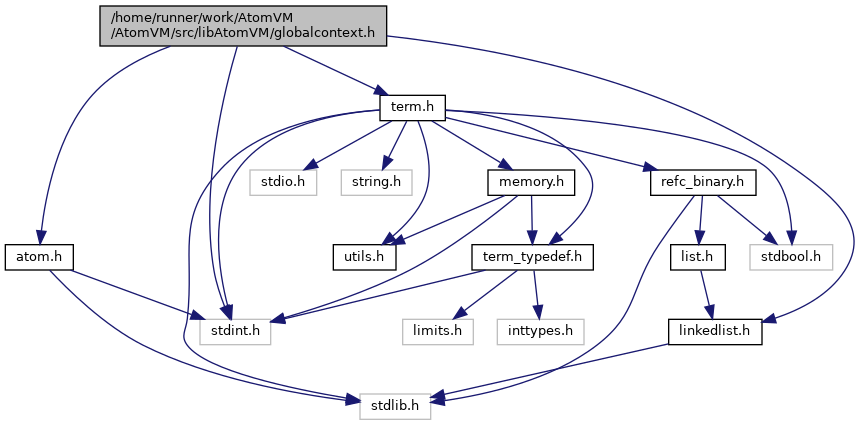 /home/runner/work/AtomVM
/AtomVM/src/libAtomVM/globalcontext.h
term.h
stdio.h
string.h
memory.h
refc_binary.h
atom.h
utils.h
term_typedef.h
list.h
stdbool.h
stdint.h
limits.h
inttypes.h
linkedlist.h
stdlib.h